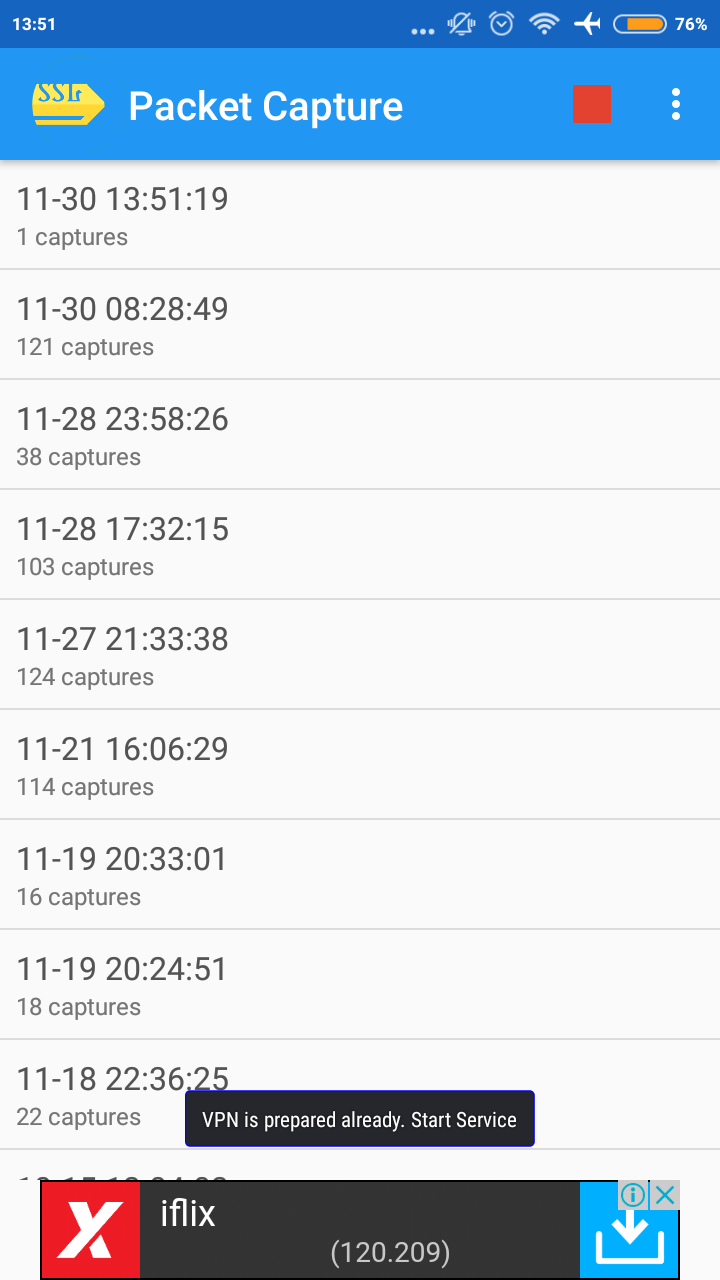 13:51
76%
SSL
Packet Capture
11-30 13:51:19
1 captures
11-30 08:28:49
121 captures
11-28 23:58:26
38 captures
11-28 17:32:15
103 captures
11-27 21:33:38
124 captures
11-21 16:06:29
114 captures
11-19 20:33:01
16 captures
11-19 20:24:51
18 captures
11-18 22:36:25
22 captures
VPN is prepared already. Start Service
iflix
(120.209)